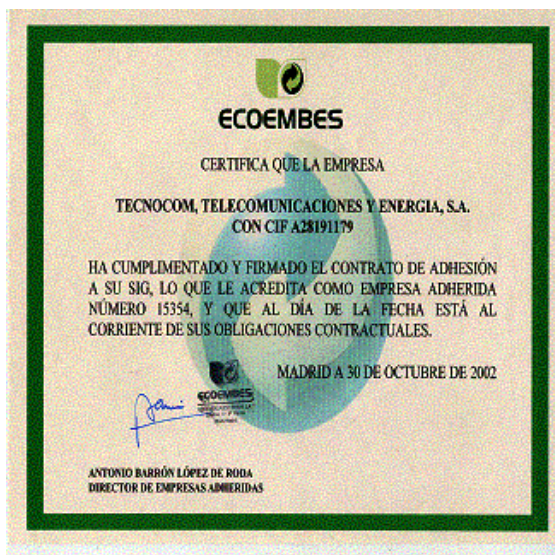 ECOEMBES
CERTIFICA QUE LA EMPRESA
TECNOCOM, TELECOMUNICACIONES Y ENERGIA, S.A.
CON CIF A28191179
HA CUMPLIMENTADO Y FIRMADO EL CONTRATO DE ADHESIÓN
A SU SIG, LO QUE LE ACREDITA COMO EMPRESA ADHERIDA
NÚMERO 15354, Y QUE AL DÍA DE LA FECHA ESTÁ AL
CORRIENTE DE SUS OBLIGACIONES CONTRACTUALES.
MADRID A 30 DE OCTUBRE DE 2002
ECOEMBES
ANTONIO BARRÓN LÓPEZ DE RODA
DIRECTOR DE EMPRESAS ADHERIDAS